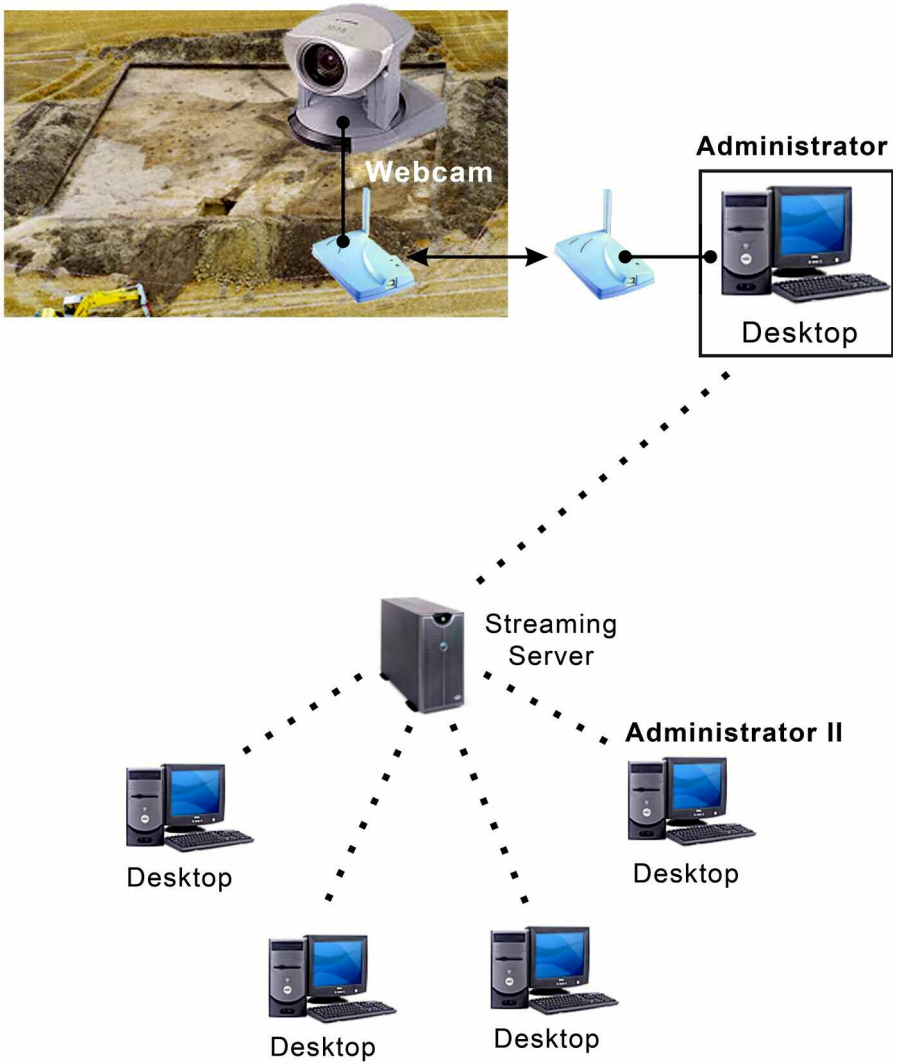 Webcam
Administrator
Desktop
Streaming
Server
Administrator II
Desktop
Desktop
Desktop
Desktop